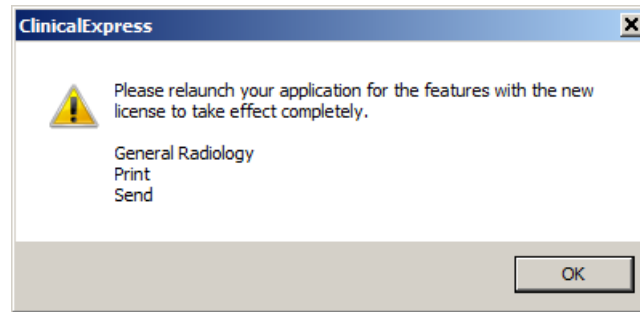 ClinicalExpress
Please relaunch your application for the features with the new
license to take effect completely.
General Radiology
Print
Send
OK